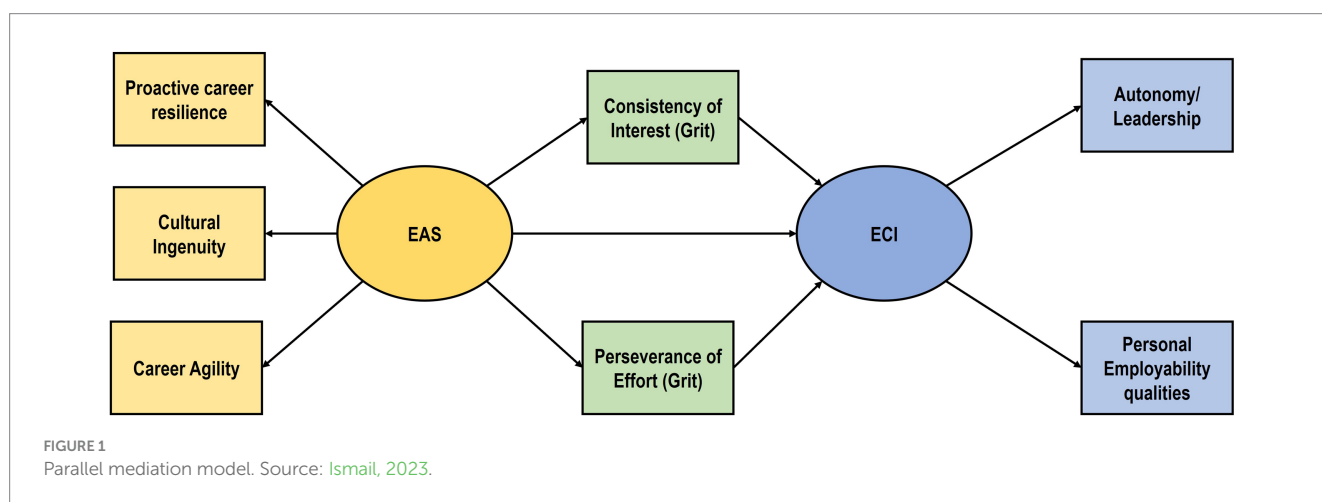 Proactive career
resilience
Cultural
Ingenuity
Career Agility
EAS
Consistency of
Interest (Grit)
Perseverance of
Effort (Grit)
ECI
Autonomy/
Leadership
Personal
Employability
qualities
FIGURE 1
Parallel mediation model. Source: Ismail, 2023.